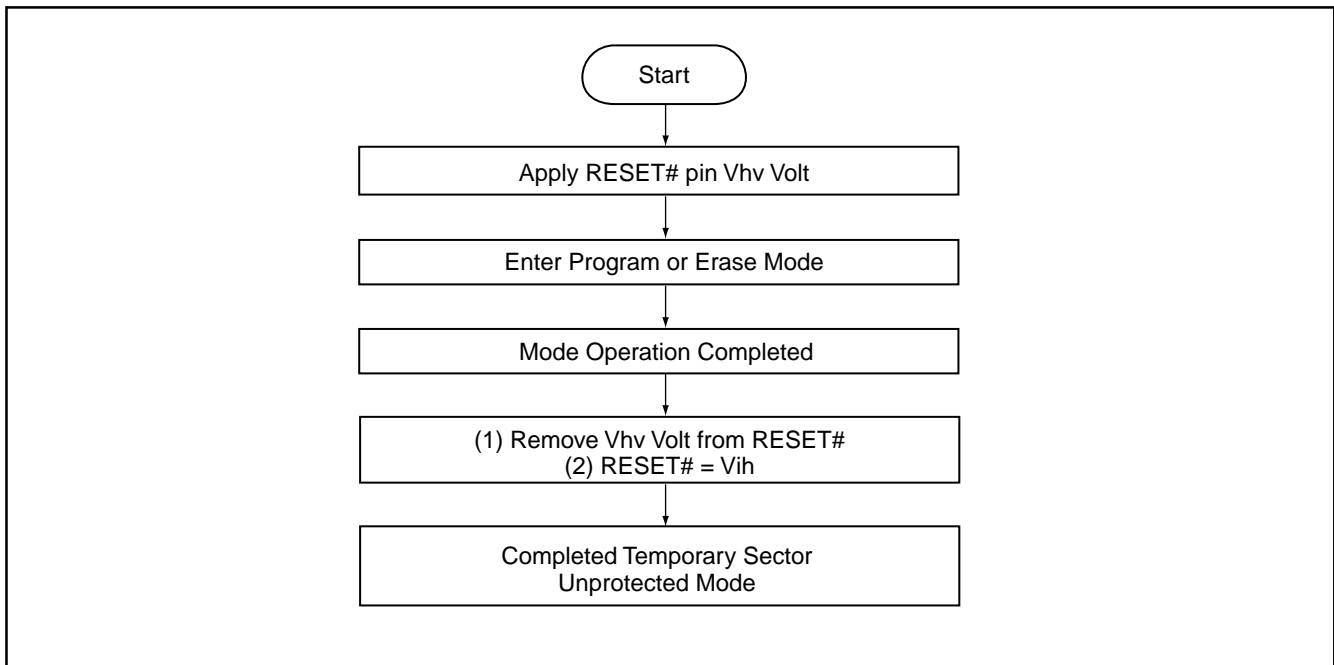 Start
Apply RESET# pin Vhv Volt
Enter Program or Erase Mode
Mode Operation Completed
(1) Remove Vhv Volt from RESET#
(2) RESET# = Vih
Completed Temporary Sector
Unprotected Mode